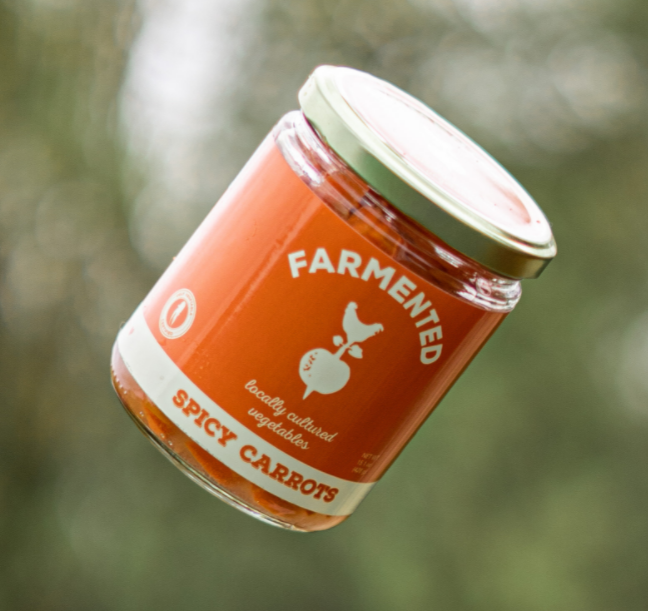 FARMENTED
locally cultured
vegetables
SPICY CARROTS